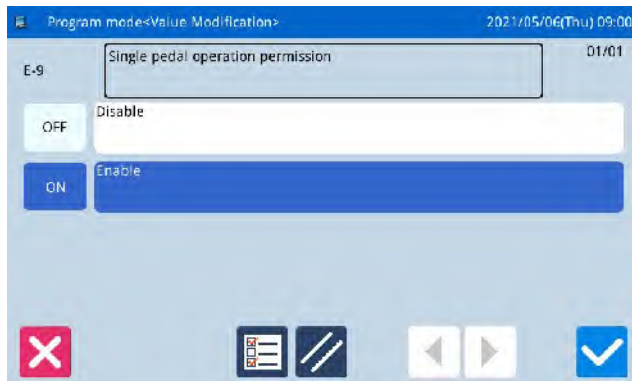 Program mode<Value Modification> 2021/05/06(Thu) 09:00
E-9 Single pedal operation permission 01/01
OFF Disable
ON Enable